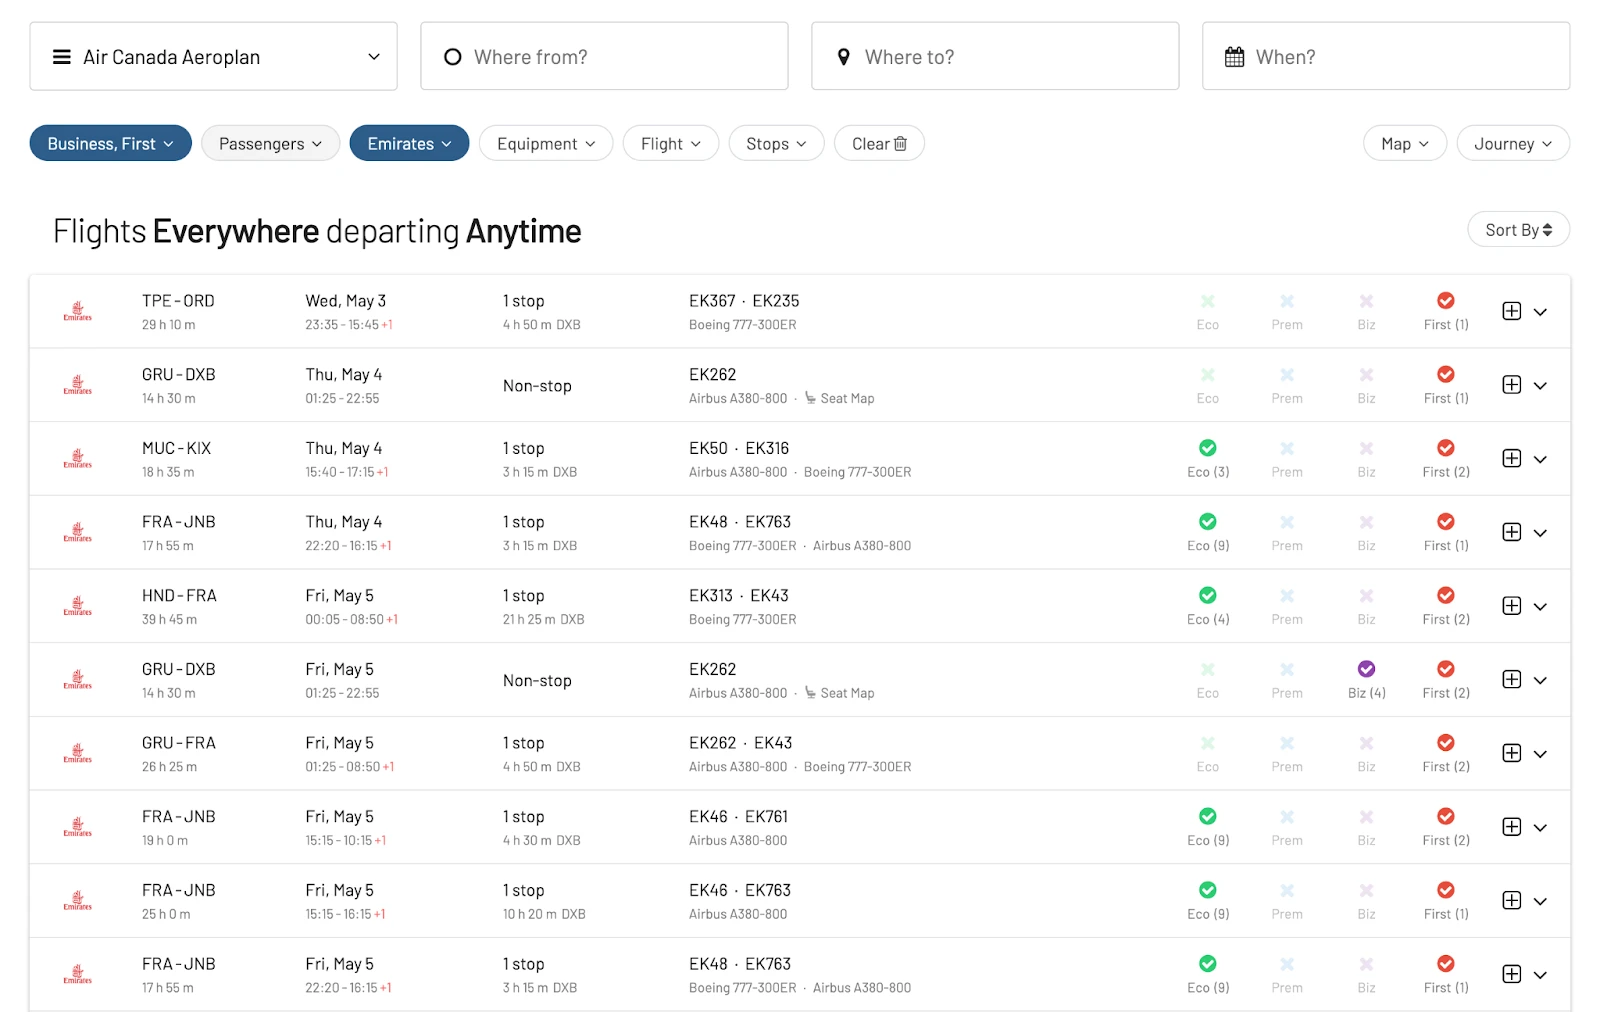 Air Canada Aeroplan Where from? Where to? When?
Business, First Passengers Emirates Equipment Flight Stops Clear Map Journey
Flights Everywhere departing Anytime Sort By
TPE - ORD Wed, May 3 1 stop EK367 · EK235
Emirates 29 h 10 m 23:35 - 15:45 +1 4 h 50 m DXB Boeing 777-300ER Eco Prem Biz First (1)
GRU - DXB Thu, May 4 Non-stop EK262
Emirates 14 h 30 m 01:25 - 22:55 Airbus A380-800 · Seat Map Eco Prem Biz First (1)
MUC - KIX Thu, May 4 1 stop EK50 · EK316
Emirates 18 h 35 m 15:40 - 17:15 +1 3 h 15 m DXB Airbus A380-800 · Boeing 777-300ER Eco (3) Prem Biz First (2)
FRA - JNB Thu, May 4 1 stop EK48 · EK763
Emirates 17 h 55 m 22:20 - 16:15 +1 3 h 15 m DXB Boeing 777-300ER · Airbus A380-800 Eco (9) Prem Biz First (1)
HND - FRA Fri, May 5 1 stop EK313 · EK43
Emirates 39 h 45 m 00:05 - 08:50 +1 21 h 25 m DXB Boeing 777-300ER Eco (4) Prem Biz First (2)
GRU - DXB Fri, May 5 Non-stop EK262
Emirates 14 h 30 m 01:25 - 22:55 Airbus A380-800 · Seat Map Eco Prem Biz (4) First (2)
GRU - FRA Fri, May 5 1 stop EK262 · EK43
Emirates 26 h 25 m 01:25 - 08:50 +1 4 h 50 m DXB Airbus A380-800 · Boeing 777-300ER Eco Prem Biz First (2)
FRA - JNB Fri, May 5 1 stop EK46 · EK761
Emirates 19 h 0 m 15:15 - 10:15 +1 4 h 30 m DXB Airbus A380-800 Eco (9) Prem Biz First (2)
FRA - JNB Fri, May 5 1 stop EK46 · EK763
Emirates 25 h 0 m 15:15 - 16:15 +1 10 h 20 m DXB Airbus A380-800 Eco (9) Prem Biz First (1)
FRA - JNB Fri, May 5 1 stop EK48 · EK763
Emirates 17 h 55 m 22:20 - 16:15 +1 3 h 15 m DXB Boeing 777-300ER · Airbus A380-800 Eco (9) Prem Biz First (1)